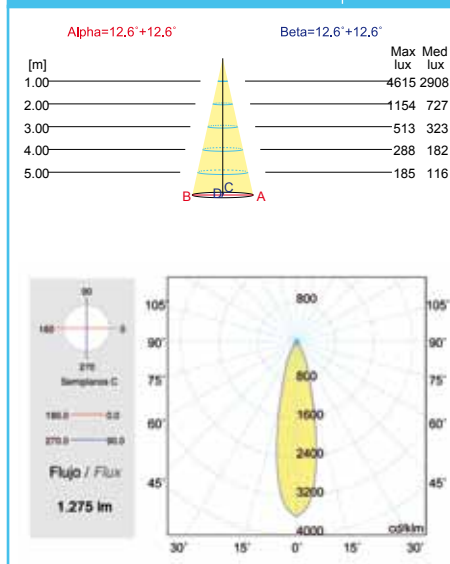 Alpha=12.6°+12.6° Beta=12.6°+12.6°
[m] Max lux Med lux
1.00 4615 2908
2.00 1154 727
3.00 513 323
4.00 288 182
5.00 185 116
B D C A
90
180 0
270
Semplanos C
180.0 0.0
270.0 90.0
Flujo / Flux
1.275 lm
800
105° 105°
90° 90°
800
75° 75°
1600
60° 60°
2400
45° 45°
3200
4000 cd/klm
30° 15° 0° 15° 30°